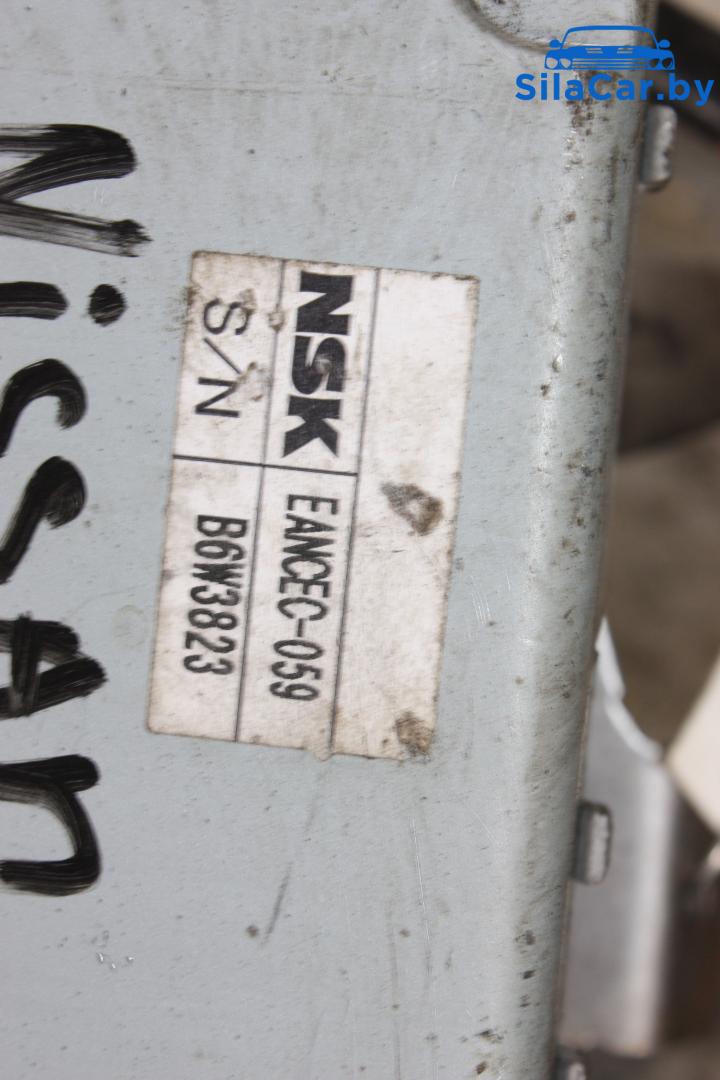 SilaCar.by
NISSAN
NSK EANCEC-059
S/N B6W3823